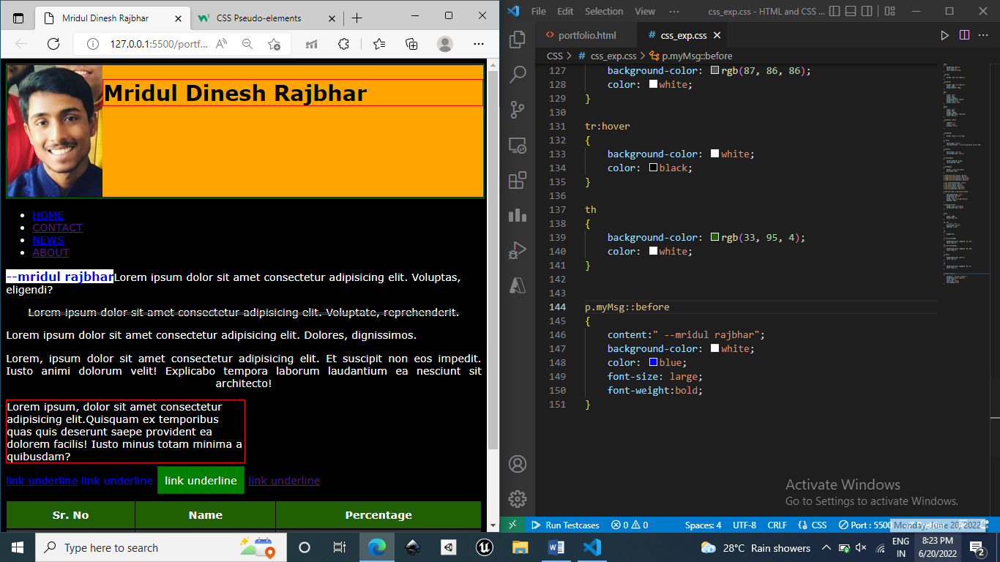 Mridul Dinesh Rajbhar
CSS Pseudo-elements
127.0.0.1:5500/portf...
Mridul Dinesh Rajbhar
HOME
CONTACT
NEWS
ABOUT
--mridul rajbharLorem ipsum dolor sit amet consectetur adipisicing elit. Voluptas,
eligendi?
Lorem ipsum dolor sit amet consectetur adipisicing elit. Voluptate, reprehenderit.
Lorem ipsum dolor sit amet consectetur adipisicing elit. Dolores, dignissimos.
Lorem, ipsum dolor sit amet consectetur adipisicing elit. Et suscipit non eos impedit.
Iusto animi dolorum velit! Explicabo tempora laborum laudantium ea nesciunt sit
architecto!
Lorem ipsum, dolor sit amet consectetur
adipisicing elit.Quisquam ex temporibus
quas quis deserunt saepe provident ea
dolorem facilis! Iusto minus totam minima a
quibusdam?
link underline link underline link underline link underline
Sr. No Name Percentage
File Edit Selection View ... css_exp.css - HTML and CSS ...
portfolio.html # css_exp.css
CSS > # css_exp.css > p.myMsg::before
127 background-color: rgb(87, 86, 86);
128 color: white;
129 }
130
131 tr:hover
132 {
133 background-color: white;
134 color: black;
135 }
136
137 th
138 {
139 background-color: rgb(33, 95, 4);
140 color: white;
141 }
142
143
144 p.myMsg::before
145 {
146 content:" --mridul rajbhar";
147 background-color: white;
148 color: blue;
149 font-size: large;
150 font-weight:bold;
151 }
Activate Windows
Go to Settings to activate Windows.
Run Testcases 0 0 Spaces: 4 UTF-8 CRLF CSS Port : 5500
Monday, June 20, 2022
Type here to search
28°C Rain showers
ENG
IN
8:23 PM
6/20/2022
2